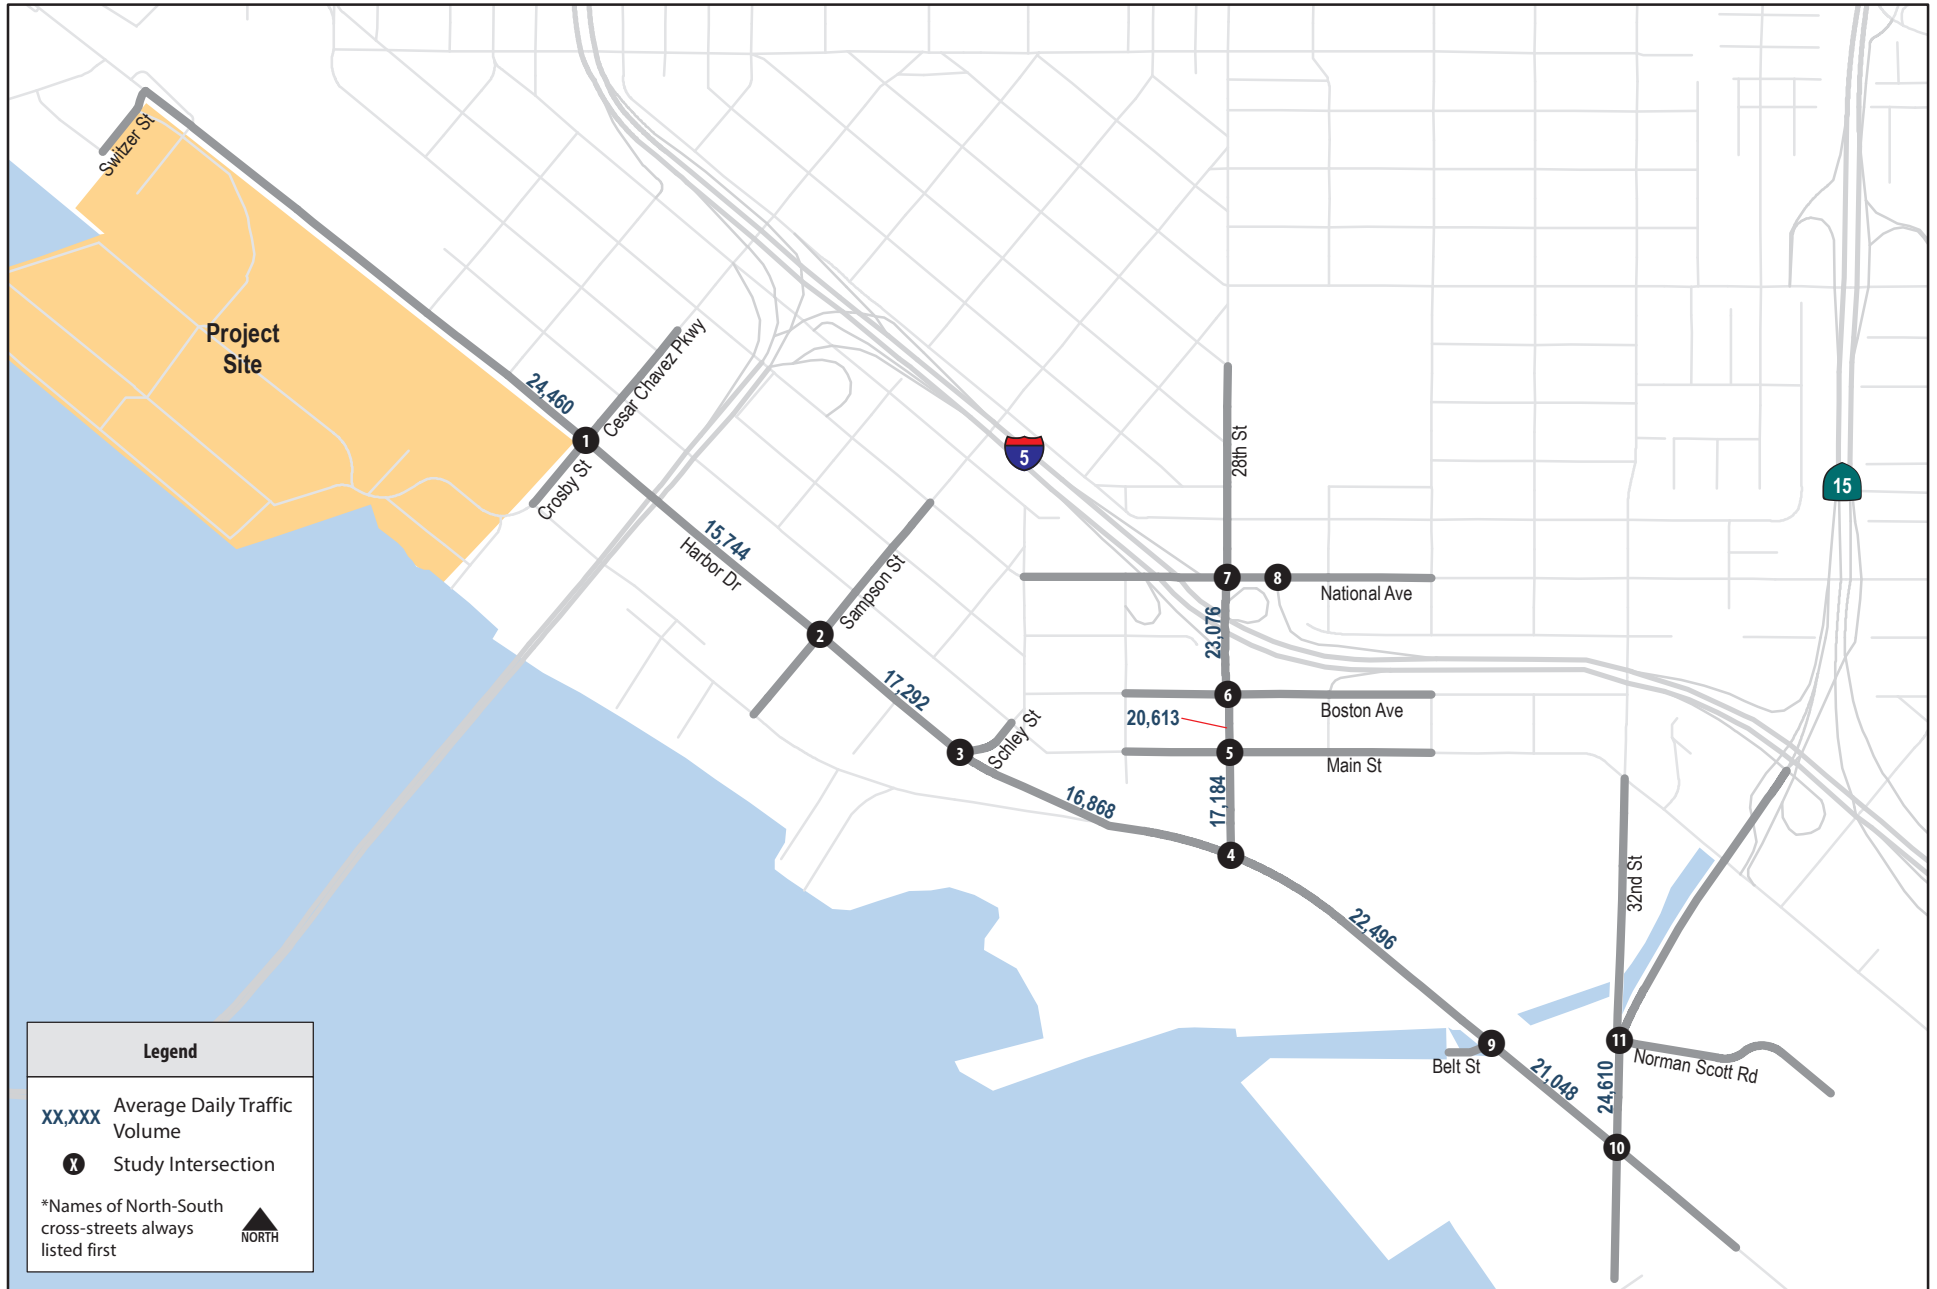 Switzer St
Project
Site
24,460
Cesar Chavez Pkwy
1
Crosby St
5
28th St
15
15,744
Harbor Dr
Sampson St
2
7
8
National Ave
23,076
17,292
6
Boston Ave
20,613
Schley St
3
5
Main St
16,868
17,184
4
32nd St
22,496
9
Belt St
11
Norman Scott Rd
21,048
24,610
10
Legend
XX,XXX
Average Daily Traffic
Volume
X
Study Intersection
*Names of North-South
cross-streets always
listed first
NORTH